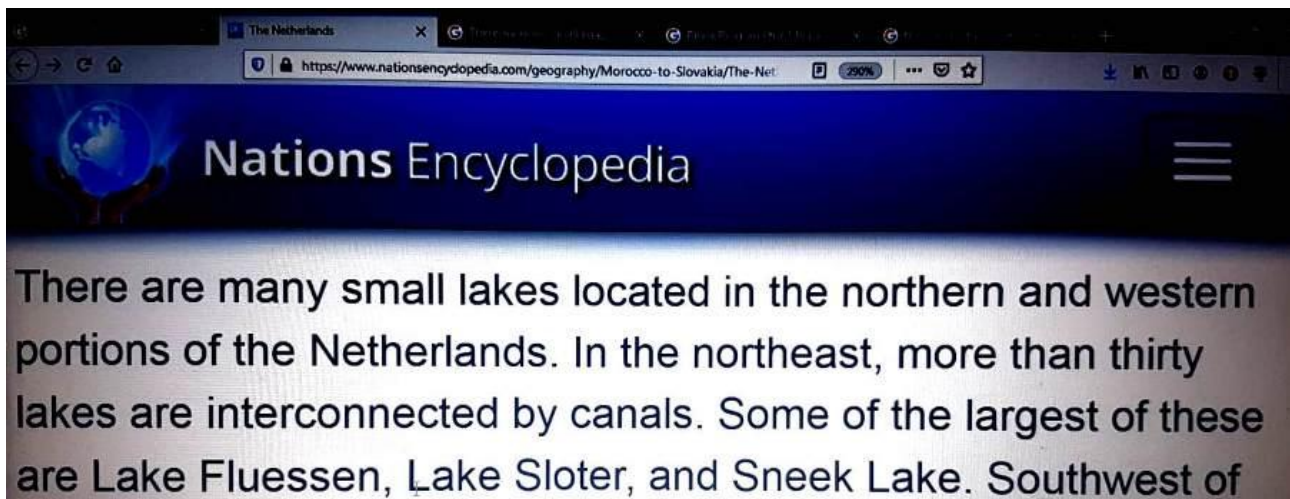 The Netherlands
https://www.nationsencyclopedia.com/geography/Morocco-to-Slovakia/The-Net
290%
Nations Encyclopedia
There are many small lakes located in the northern and western
portions of the Netherlands. In the northeast, more than thirty
lakes are interconnected by canals. Some of the largest of these
are Lake Fluessen, Lake Sloter, and Sneek Lake. Southwest of